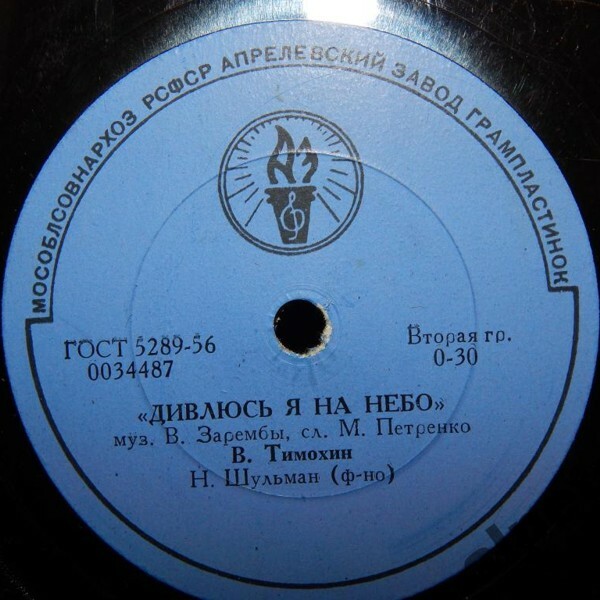 МОСОБЛСОВНАРХОЗ РСФСР АПРЕЛЕВСКИЙ ЗАВОД ГРАМПЛАСТИНОК
АЗ
ГОСТ 5289-56
0034487
Вторая гр.
0-30
«ДИВЛЮСЬ Я НА НЕБО»
муз. В. Зарембы, сл. М. Петренко
В. Тимохин
Н. Шульман (ф-но)